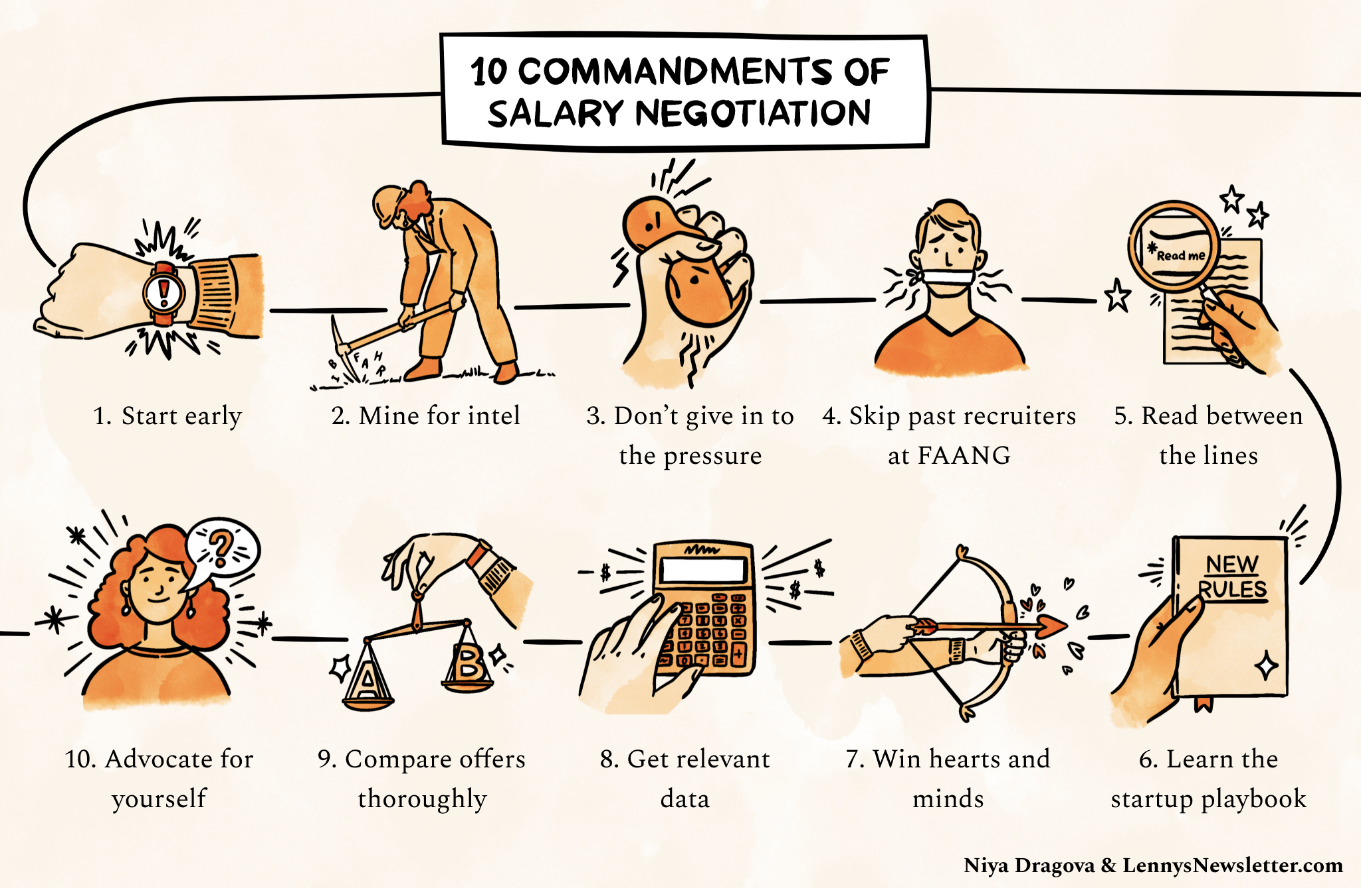 10 COMMANDMENTS OF
SALARY NEGOTIATION
!
!
*Read me
1. Start early
2. Mine for intel
3. Don't give in to
the pressure
4. Skip past recruiters
at FAANG
5. Read between
the lines
?
A
B
$
$
$
NEW
RULES
10. Advocate for
yourself
9. Compare offers
thoroughly
8. Get relevant
data
7. Win hearts and
minds
6. Learn the
startup playbook
Niya Dragova & LennysNewsletter.com